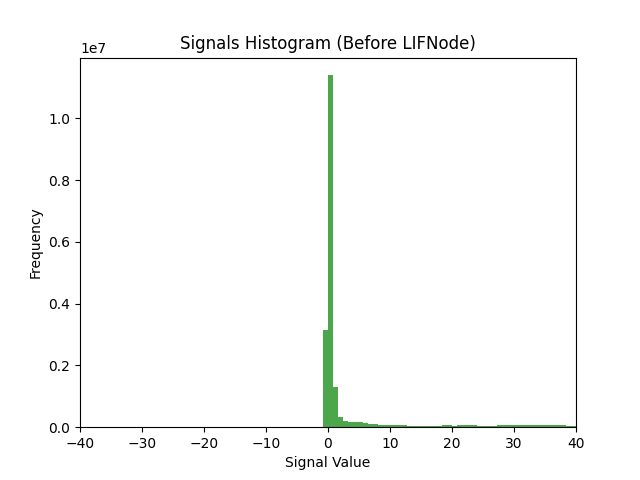 Signals Histogram (Before LIFNode)
1e7
1.0
0.8
0.6
0.4
0.2
0.0
Frequency
−40 −30 −20 −10 0 10 20 30 40
Signal Value